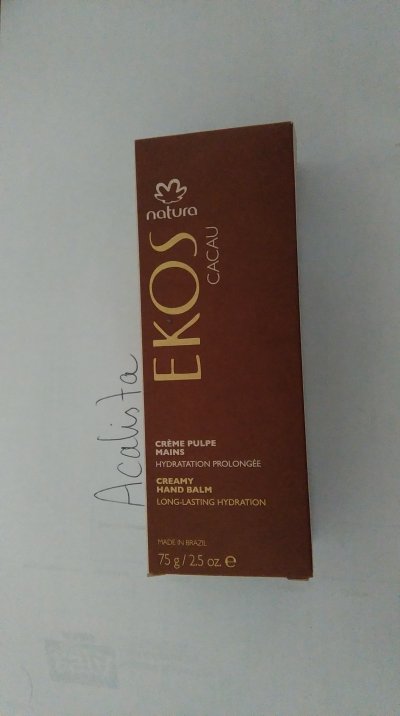 natura
EKOS
CACAU
Acalista
CRÈME PULPE
MAINS
HYDRATATION PROLONGÉE
CREAMY
HAND BALM
LONG-LASTING HYDRATION
MADE IN BRAZIL
75 g / 2.5 oz. ℮